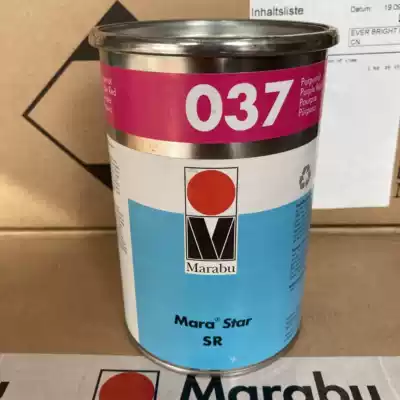 Inhaltsliste
Datum:
EVER BRIGHT
CN
037
Purpurrot
Purple Red
Pourpre
Púrpura
Marabu
Mara® Star
SR
Marabu